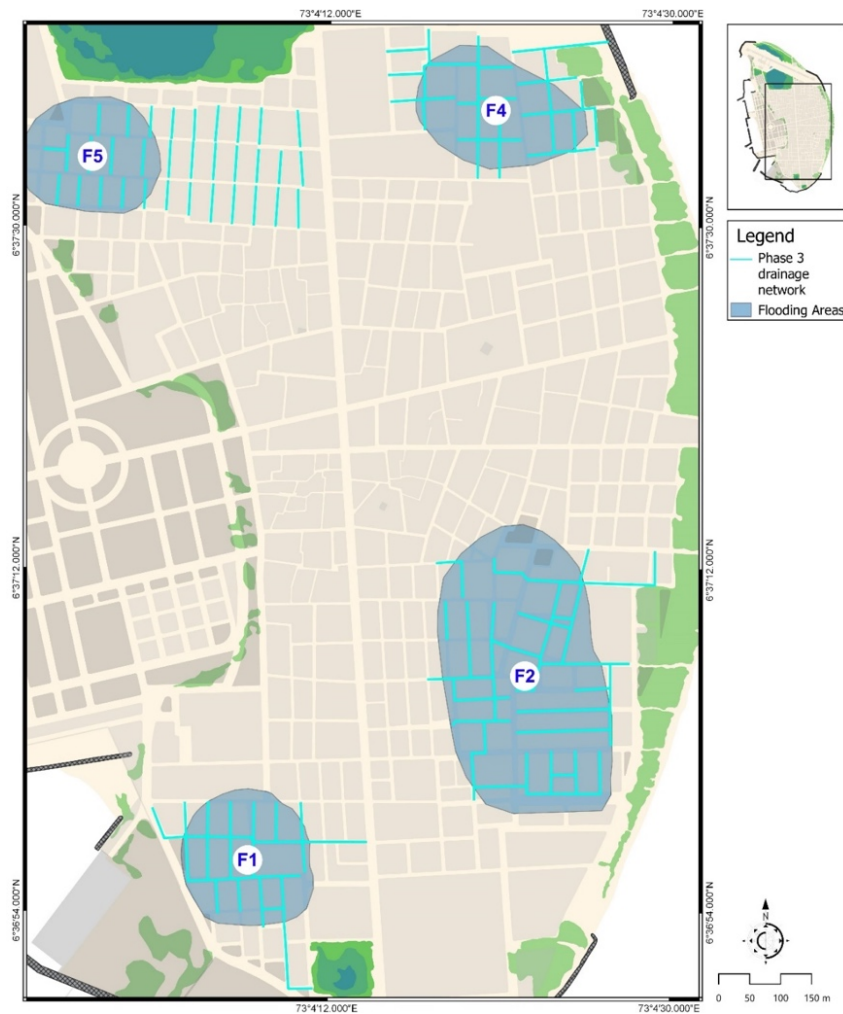 73°4'12.000"E
73°4'30.000"E
F4
F5
6°37'30.000"N
6°37'30.000"N
Legend
Phase 3
drainage
network
Flooding Areas
6°37'12.000"N
6°37'12.000"N
F2
F1
6°36'54.000"N
6°36'54.000"N
N
0 50 100 150 m
73°4'12.000"E
73°4'30.000"E